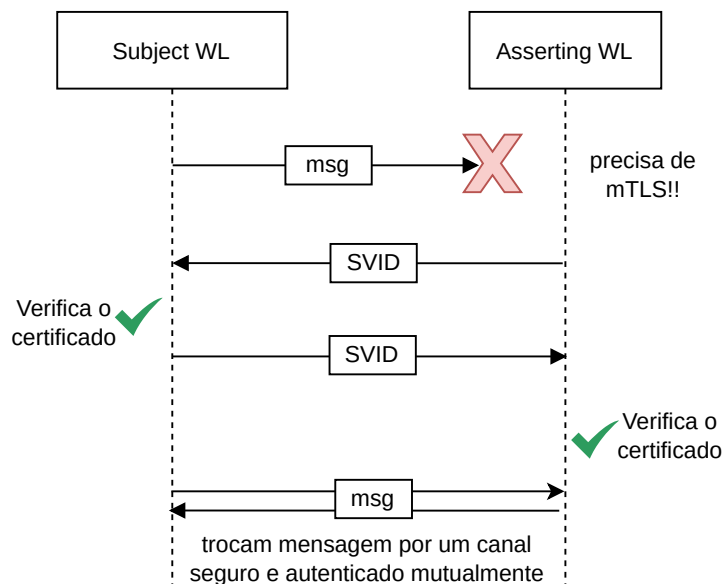 Subject WL
Asserting WL
msg
precisa de
mTLS!!
SVID
Verifica o
certificado
SVID
Verifica o
certificado
msg
trocam mensagem por um canal
seguro e autenticado mutualmente